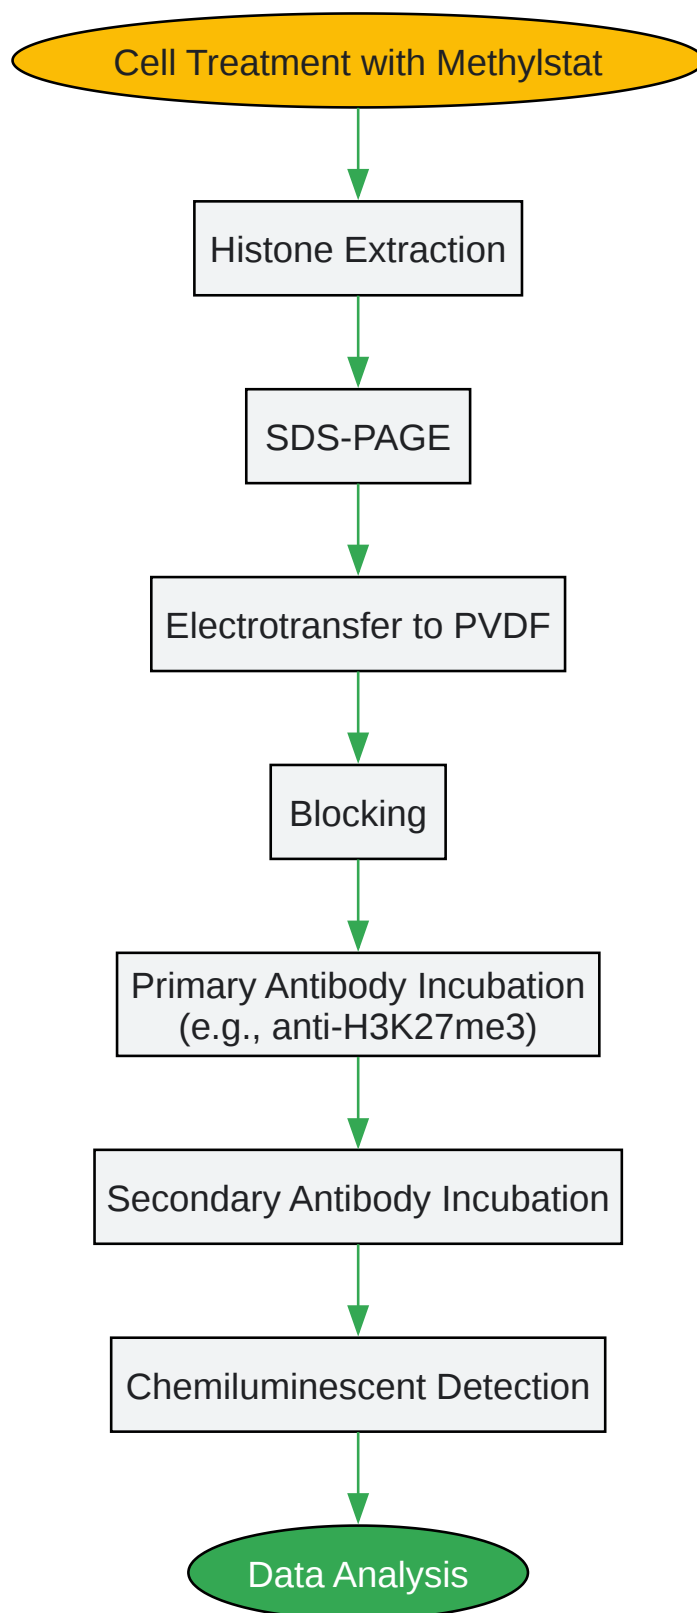 Cell Treatment with Methylstat
Histone Extraction
SDS-PAGE
Electrotransfer to PVDF
Blocking
Primary Antibody Incubation
(e.g., anti-H3K27me3)
Secondary Antibody Incubation
Chemiluminescent Detection
Data Analysis